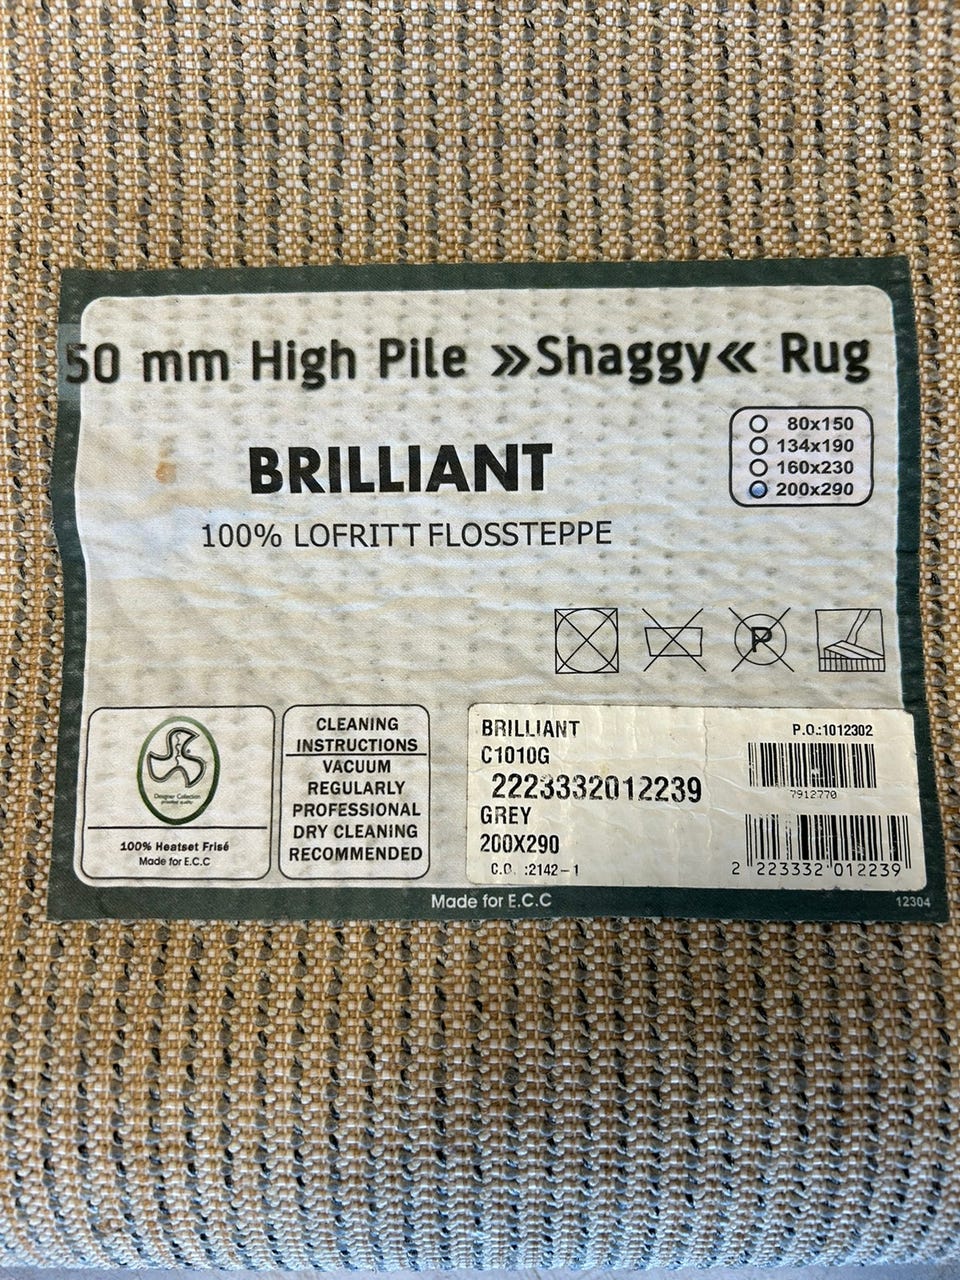 50 mm High Pile »Shaggy« Rug
80x150
134x190
160x230
200x290
BRILLIANT
100% LOFRITT FLOSSTEPPE
P
Designer Collection
100% Heatset Frisé
Made for E.C.C
CLEANING
INSTRUCTIONS
VACUUM
REGULARLY
PROFESSIONAL
DRY CLEANING
RECOMMENDED
BRILLIANT
C1010G
2223332012239
GREY
200X290
C.O. :2142-1
P.O.:1012302
7912770
2 223332 012239
Made for E.C.C
12304